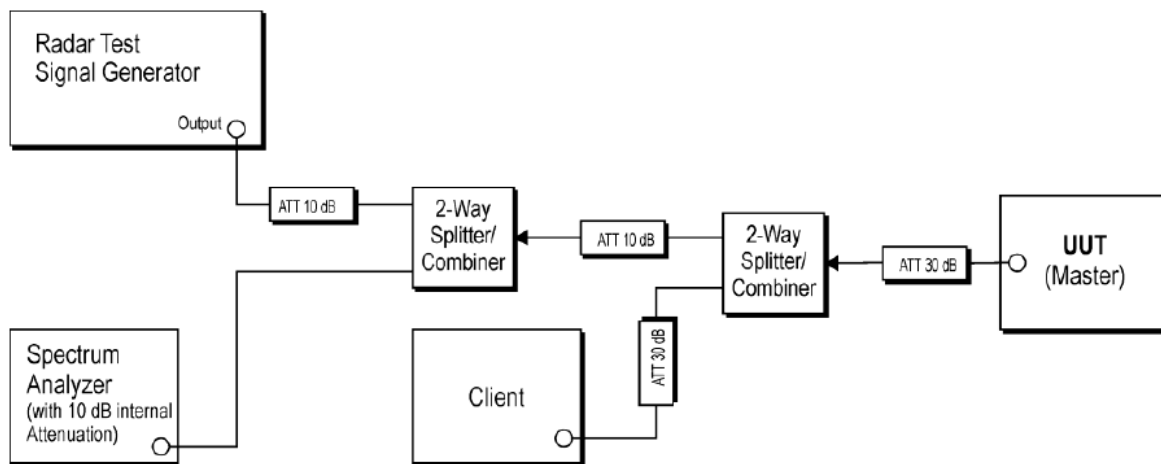 Radar Test
Signal Generator
Output
ATT 10 dB
2-Way
Splitter/
Combiner
ATT 10 dB
2-Way
Splitter/
Combiner
ATT 30 dB
UUT
(Master)
Spectrum
Analyzer
(with 10 dB internal
Attenuation)
Client
ATT 30 dB